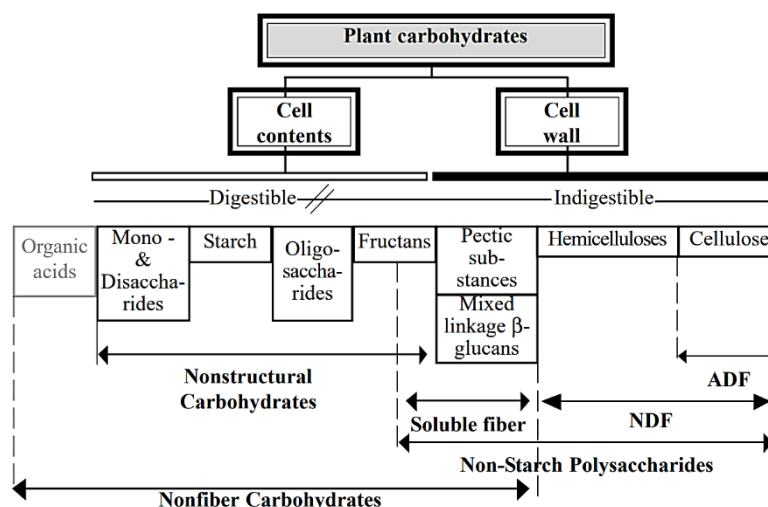 Plant carbohydrates
Cell
contents
Cell
wall
Digestible
Indigestible
Organic
acids
Mono -
&
Disaccha-
rides
Starch
Oligo-
saccha-
rides
Fructans
Pectic
sub-
stances
Mixed
linkage β-
glucans
Hemicelluloses
Cellulose
Nonstructural
Carbohydrates
ADF
Soluble fiber
NDF
Non-Starch Polysaccharides
Nonfiber Carbohydrates